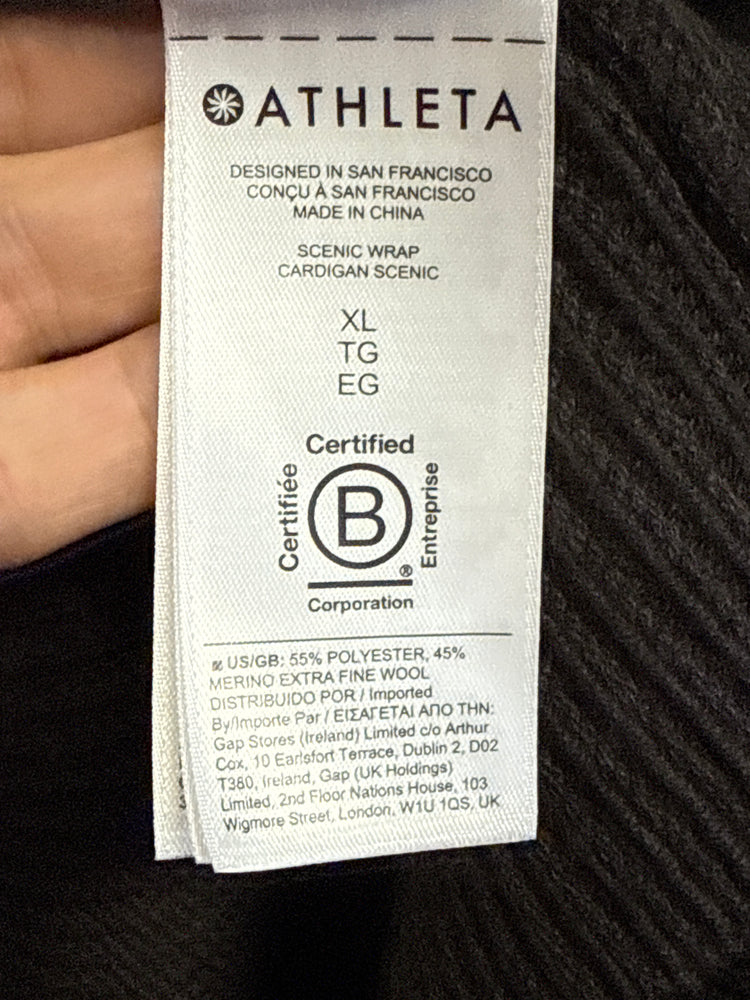 ATHLETA
DESIGNED IN SAN FRANCISCO
CONÇU À SAN FRANCISCO
MADE IN CHINA
SCENIC WRAP
CARDIGAN SCENIC
XL
TG
EG
Certified
Certifiée
B
Entreprise
®
Corporation
US/GB: 55% POLYESTER, 45%
MERINO EXTRA FINE WOOL
DISTRIBUIDO POR / Imported
By/Importe Par / ΕΙΣΑΓΕΤΑΙ ΑΠΟ ΤΗΝ:
Gap Stores (Ireland) Limited c/o Arthur
Cox, 10 Earlsfort Terrace, Dublin 2, D02
T380, Ireland, Gap (UK Holdings)
Limited, 2nd Floor Nations House, 103
Wigmore Street, London, W1U 1QS, UK